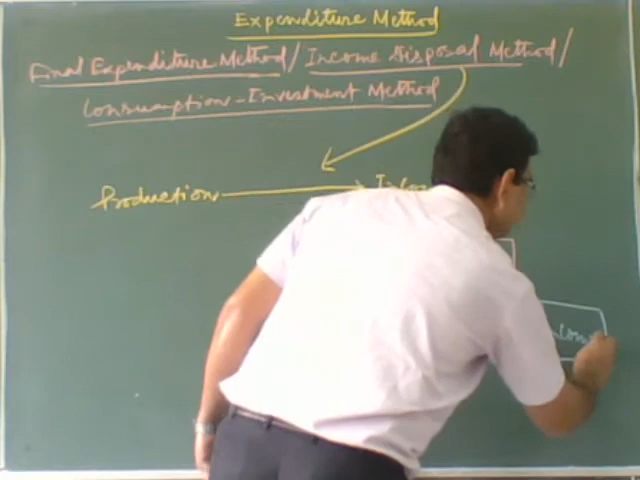 Expenditure Method
Final Expenditure Method / Income Disposal Method /
Consumption-Investment Method
Production